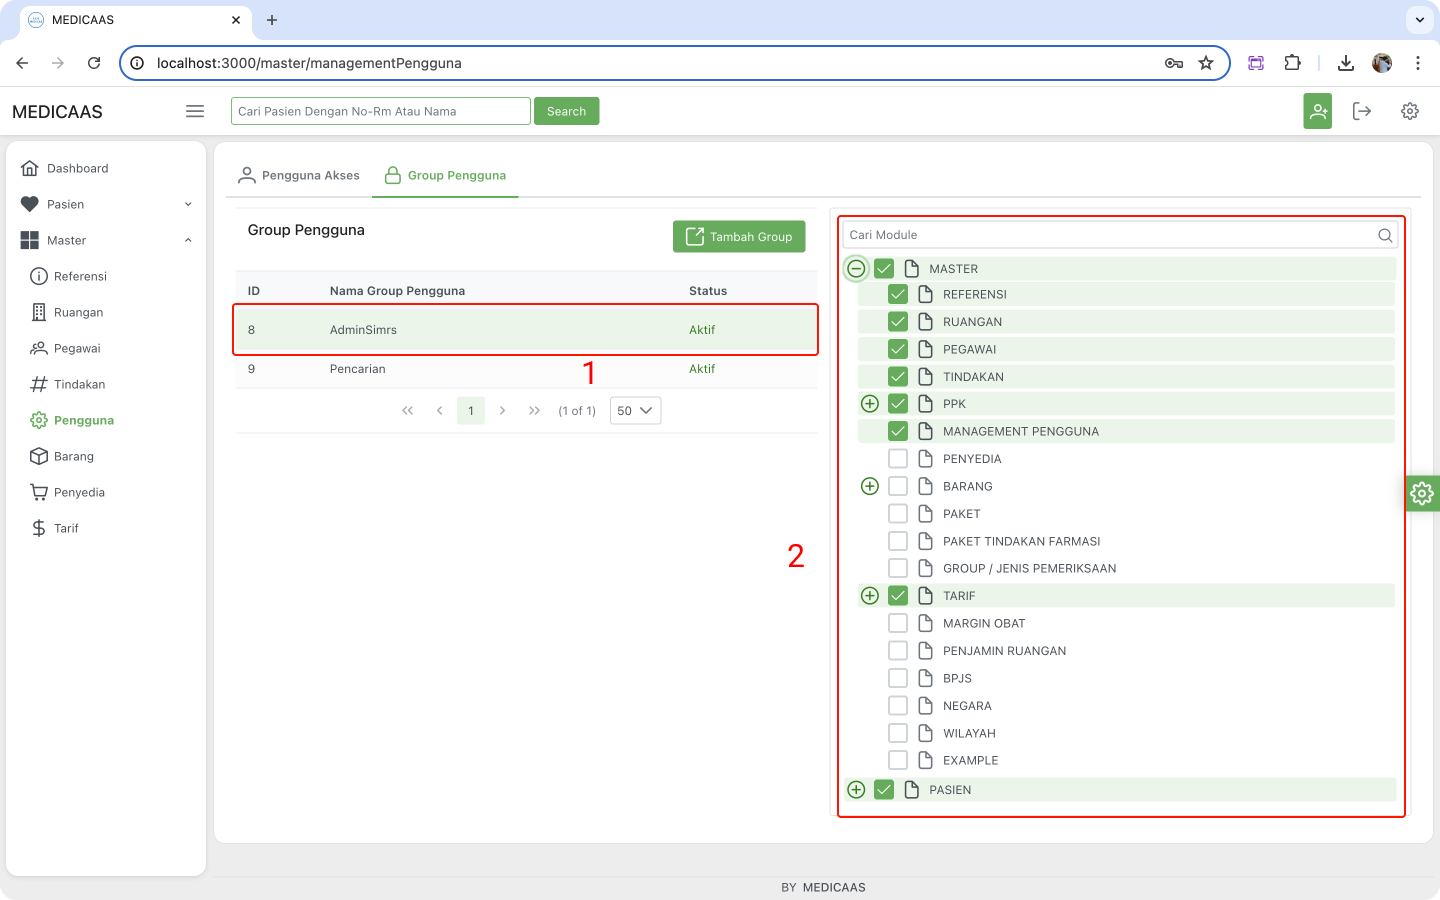 MEDICAAS
localhost:3000/master/managementPengguna
MEDICAAS
Cari Pasien Dengan No-Rm Atau Nama
Search
Dashboard
Pasien
Master
Referensi
Ruangan
Pegawai
Tindakan
Pengguna
Barang
Penyedia
Tarif
Pengguna Akses
Group Pengguna
Group Pengguna
Tambah Group
ID Nama Group Pengguna Status
8 AdminSimrs Aktif
9 Pencarian Aktif
1
1 (1 of 1) 50
2
Cari Module
MASTER
REFERENSI
RUANGAN
PEGAWAI
TINDAKAN
PPK
MANAGEMENT PENGGUNA
PENYEDIA
BARANG
PAKET
PAKET TINDAKAN FARMASI
GROUP / JENIS PEMERIKSAAN
TARIF
MARGIN OBAT
PENJAMIN RUANGAN
BPJS
NEGARA
WILAYAH
EXAMPLE
PASIEN
BY MEDICAAS